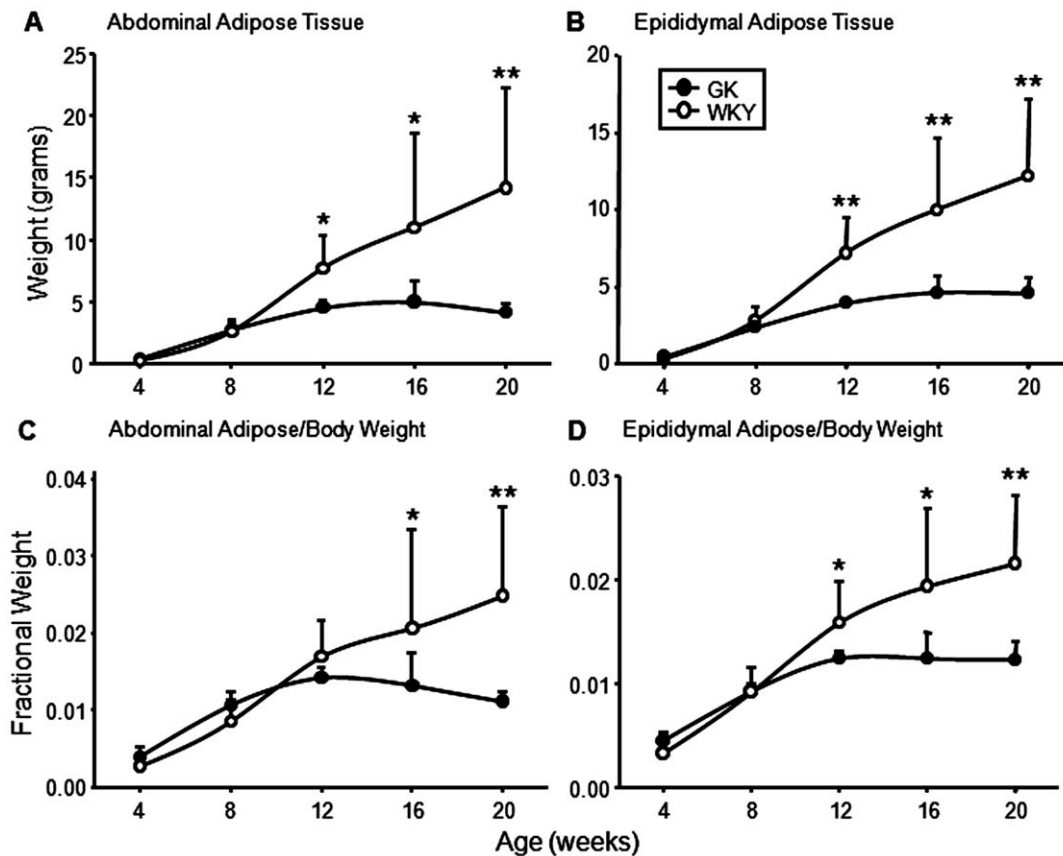 A Abdominal Adipose Tissue
B Epididymal Adipose Tissue
25
20
15
10
5
0
Weight (grams)
*
*
**
4 8 12 16 20
20
15
10
5
0
GK
WKY
**
**
**
4 8 12 16 20
C Abdominal Adipose/Body Weight
D Epididymal Adipose/Body Weight
0.04
0.03
0.02
0.01
0.00
Fractional Weight
*
**
4 8 12 16 20
0.03
0.02
0.01
0.00
*
*
**
4 8 12 16 20
Age (weeks)